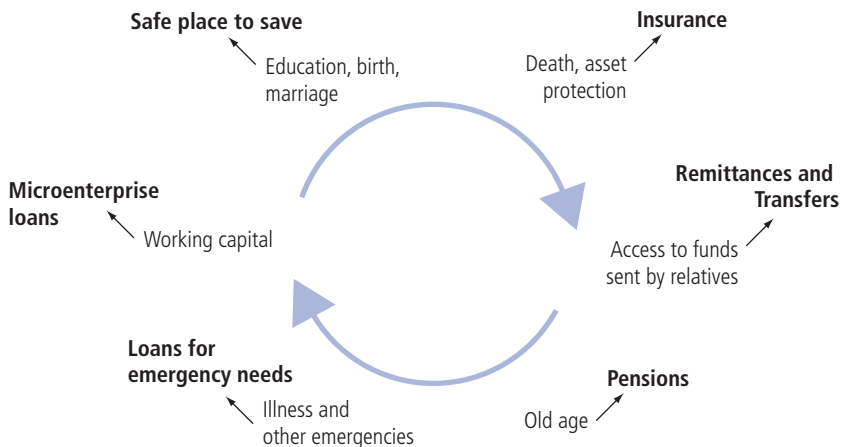 Safe place to save
Education, birth,
marriage
Insurance
Death, asset
protection
Remittances and
Transfers
Access to funds
sent by relatives
Pensions
Old age
Loans for
emergency needs
Illness and
other emergencies
Microenterprise
loans
Working capital